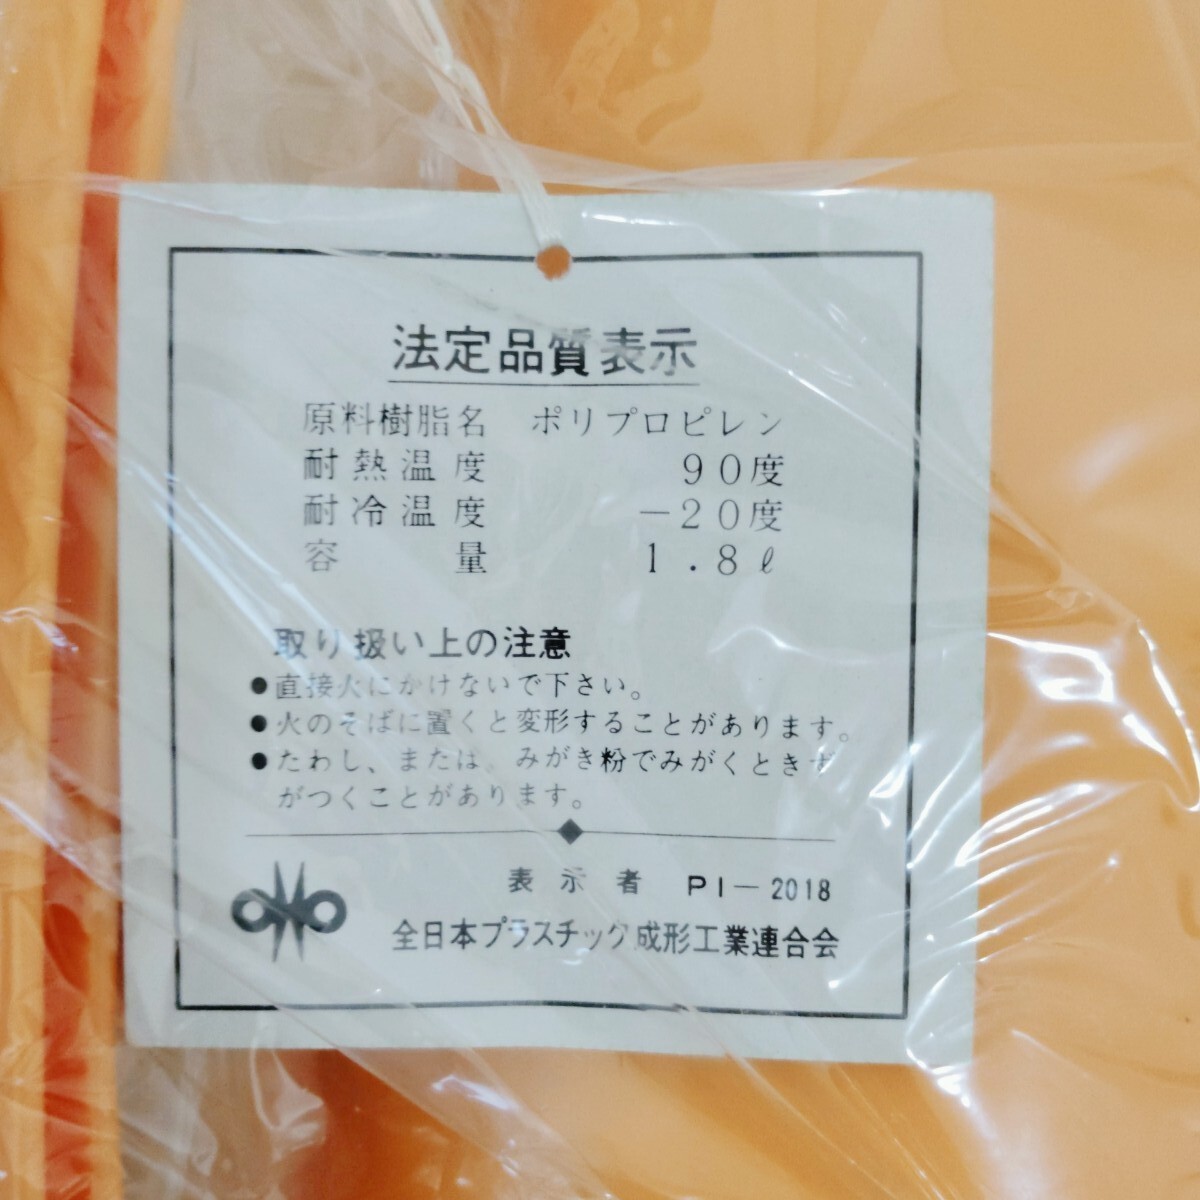 法定品質表示
原料樹脂名 ポリプロピレン
耐熱温度 90度
耐冷温度 −20度
容量 1.8ℓ
取り扱い上の注意
●直接火にかけないで下さい。
●火のそばに置くと変形することがあります。
●たわし、または、みがき粉でみがくときず
がつくことがあります。
表示者 PI−2018
全日本プラスチック成形工業連合会